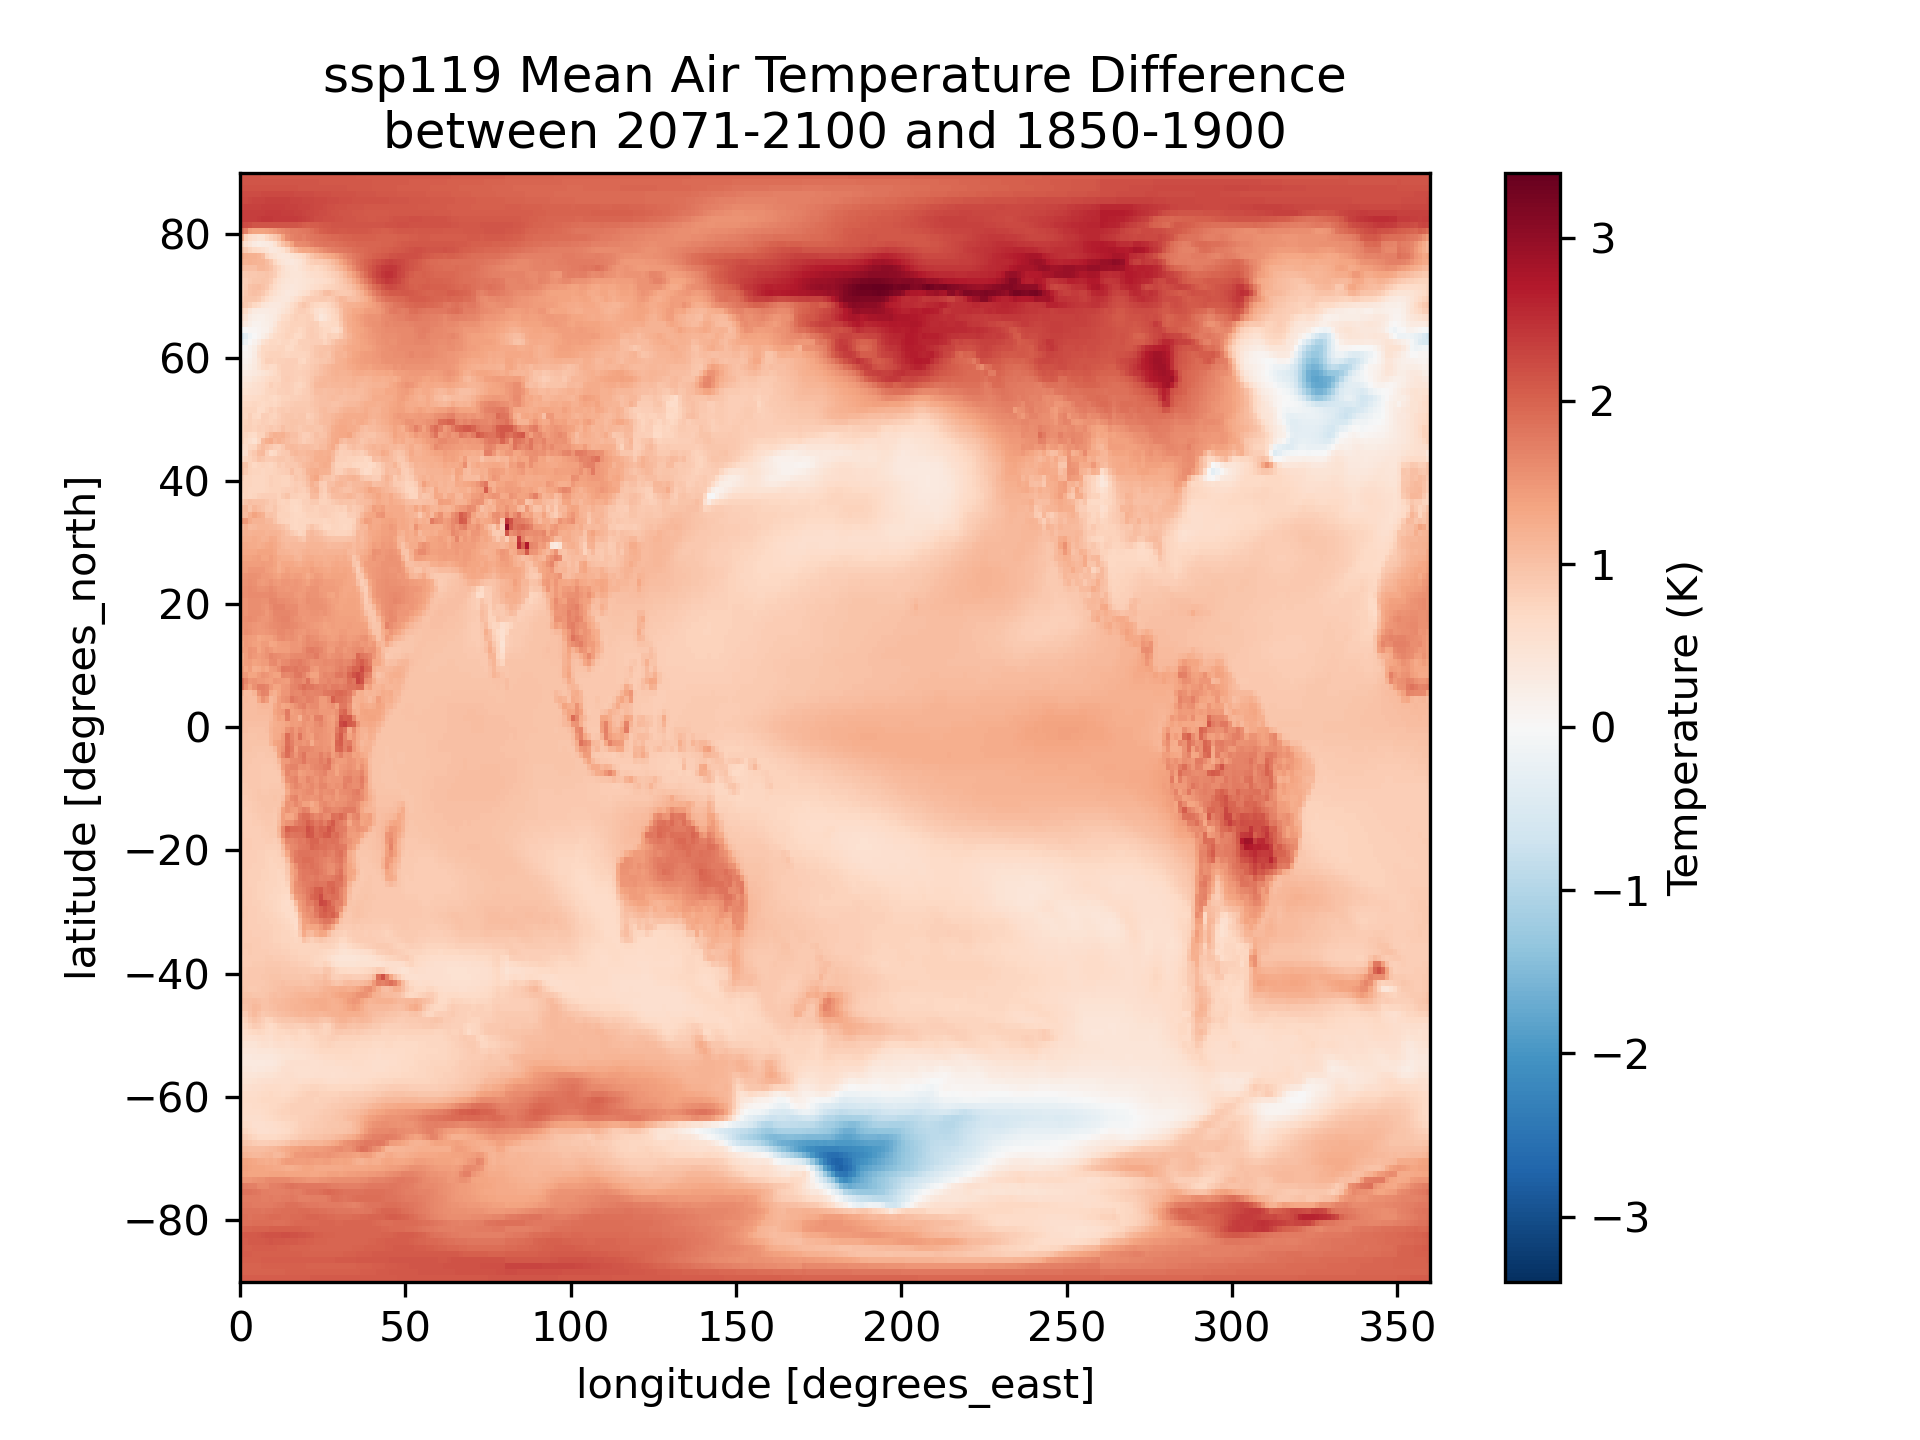 ssp119 Mean Air Temperature Difference
between 2071-2100 and 1850-1900
80
60
40
20
0
−20
−40
−60
−80
latitude [degrees_north]
0 50 100 150 200 250 300 350
longitude [degrees_east]
3
2
1
0
−1
−2
−3
Temperature (K)